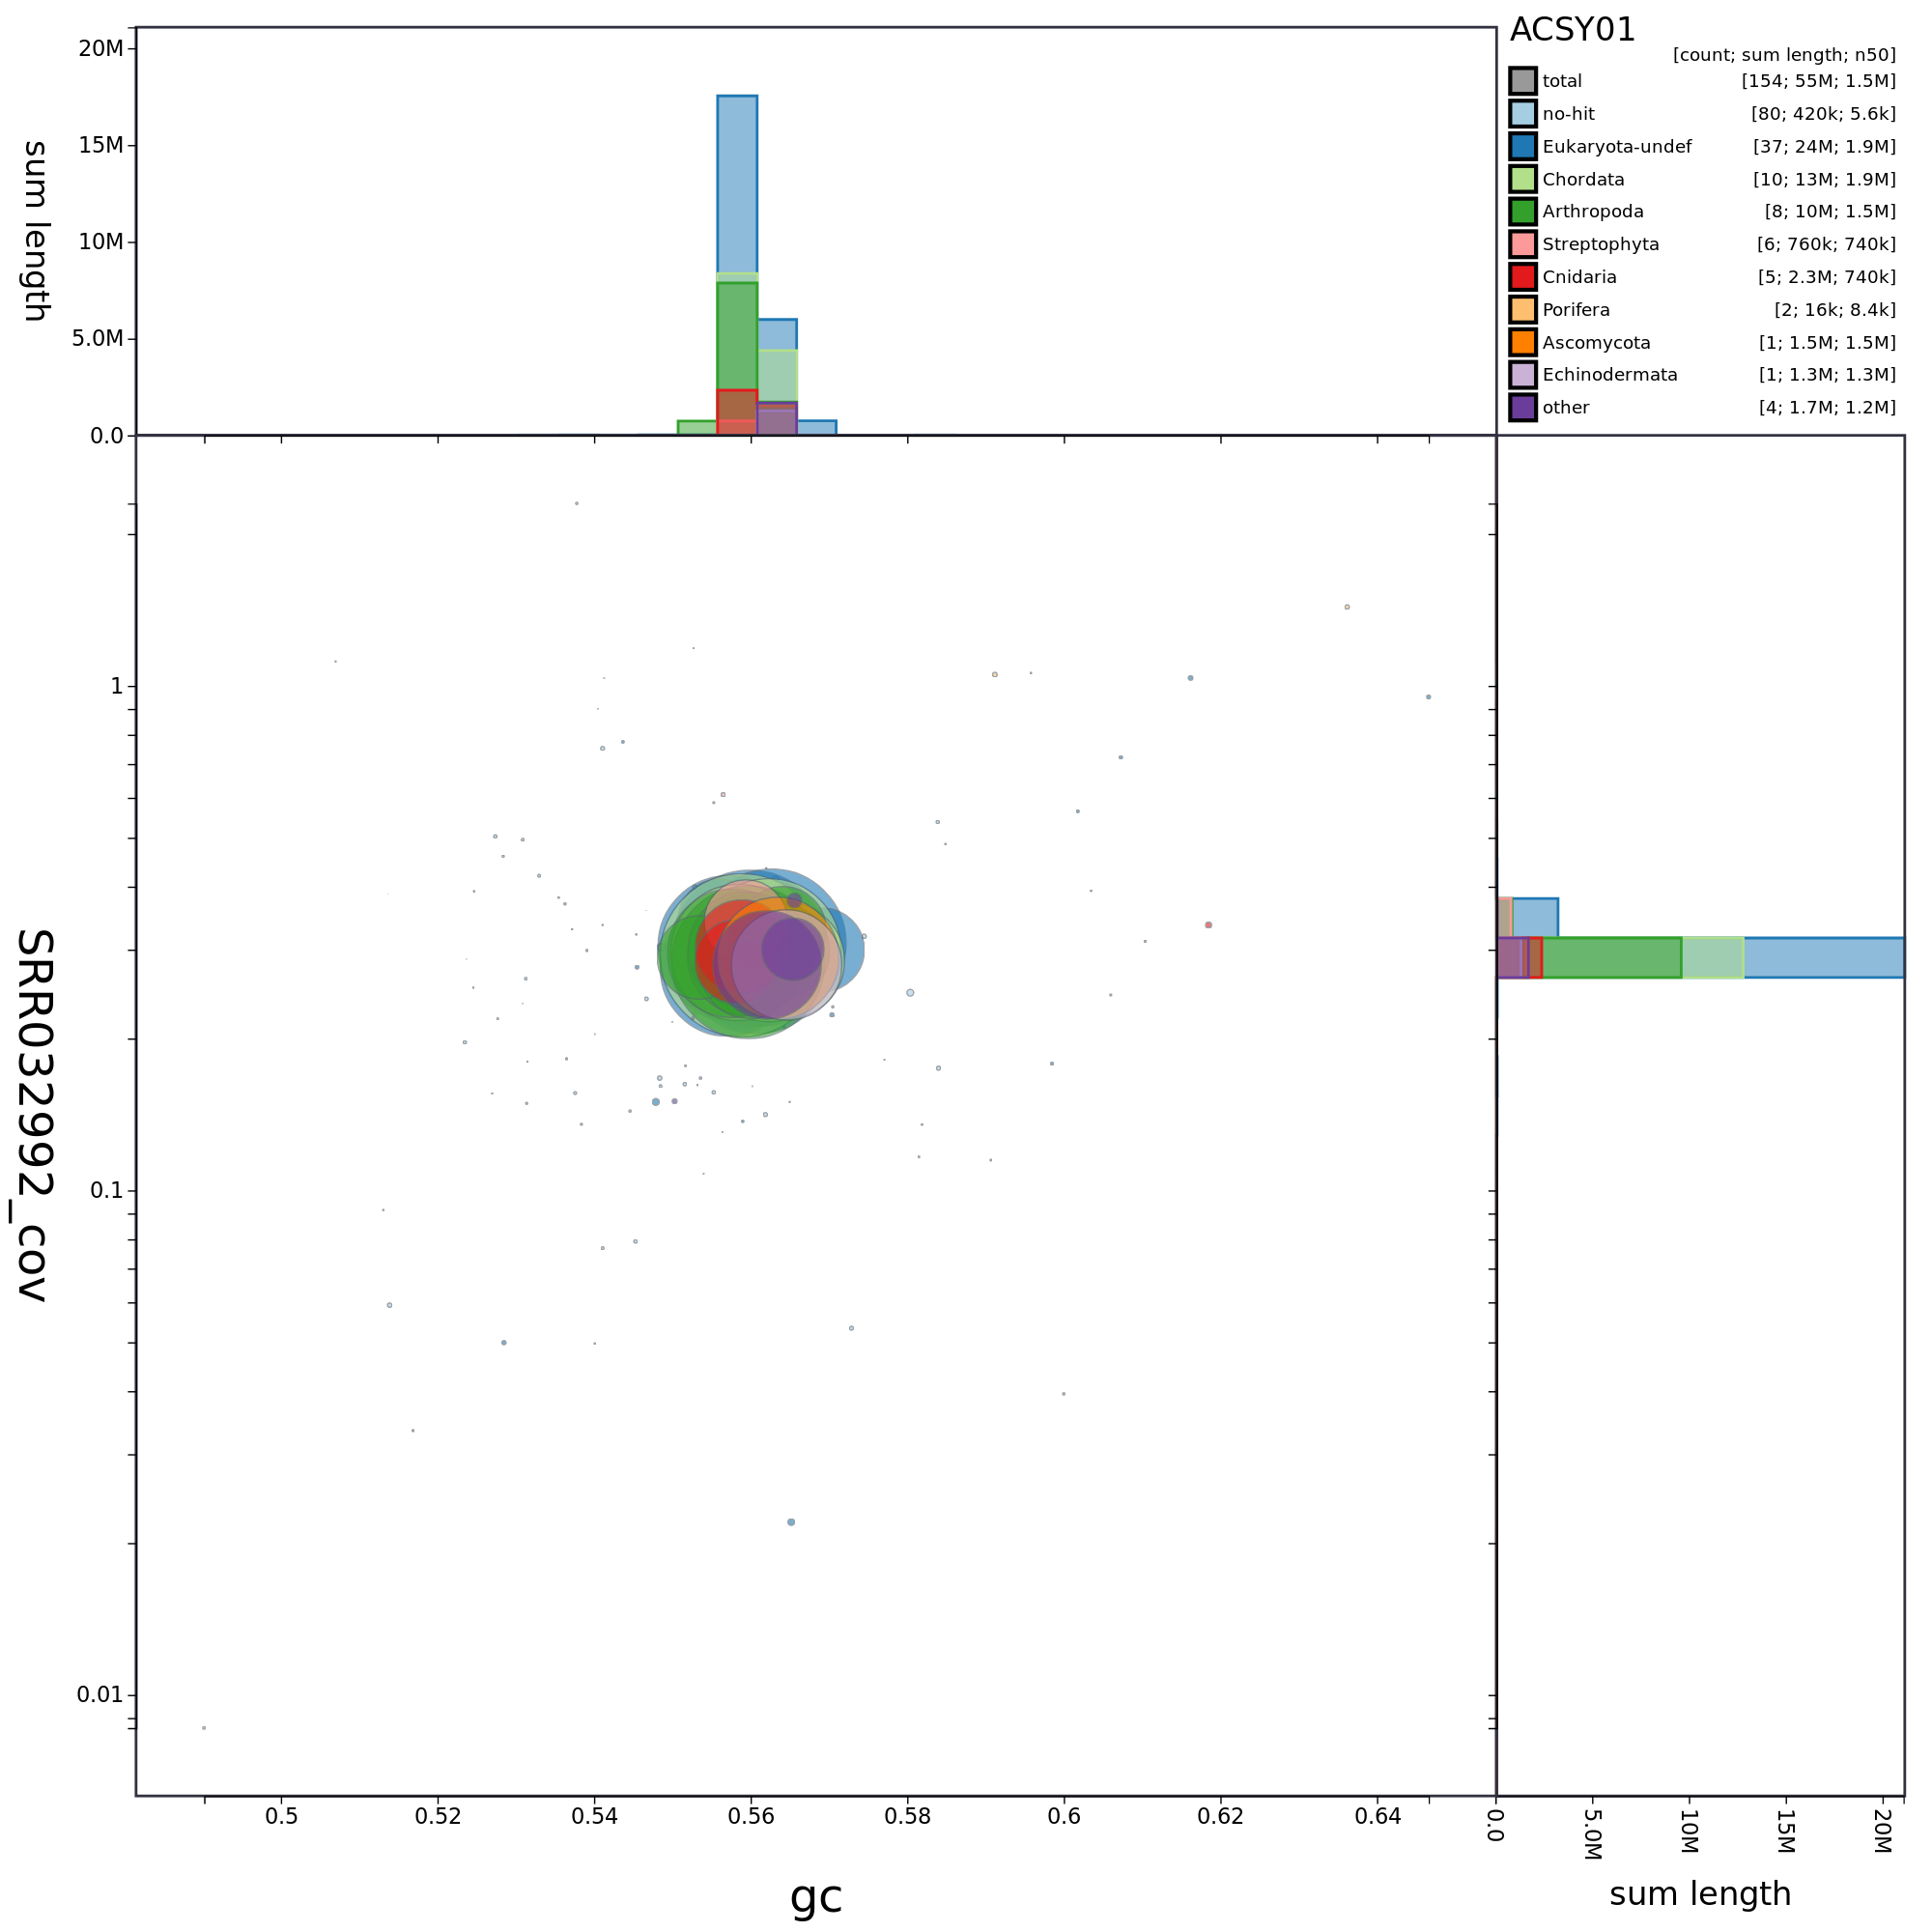 ACSY01
[count; sum length; n50]
total [154; 55M; 1.5M]
no-hit [80; 420k; 5.6k]
Eukaryota-undef [37; 24M; 1.9M]
Chordata [10; 13M; 1.9M]
Arthropoda [8; 10M; 1.5M]
Streptophyta [6; 760k; 740k]
Cnidaria [5; 2.3M; 740k]
Porifera [2; 16k; 8.4k]
Ascomycota [1; 1.5M; 1.5M]
Echinodermata [1; 1.3M; 1.3M]
other [4; 1.7M; 1.2M]
sum length
20M
15M
10M
5.0M
0.0
SRR032992_cov
1
0.1
0.01
0.5 0.52 0.54 0.56 0.58 0.6 0.62 0.64
gc
0.0 5.0M 10M 15M 20M
sum length